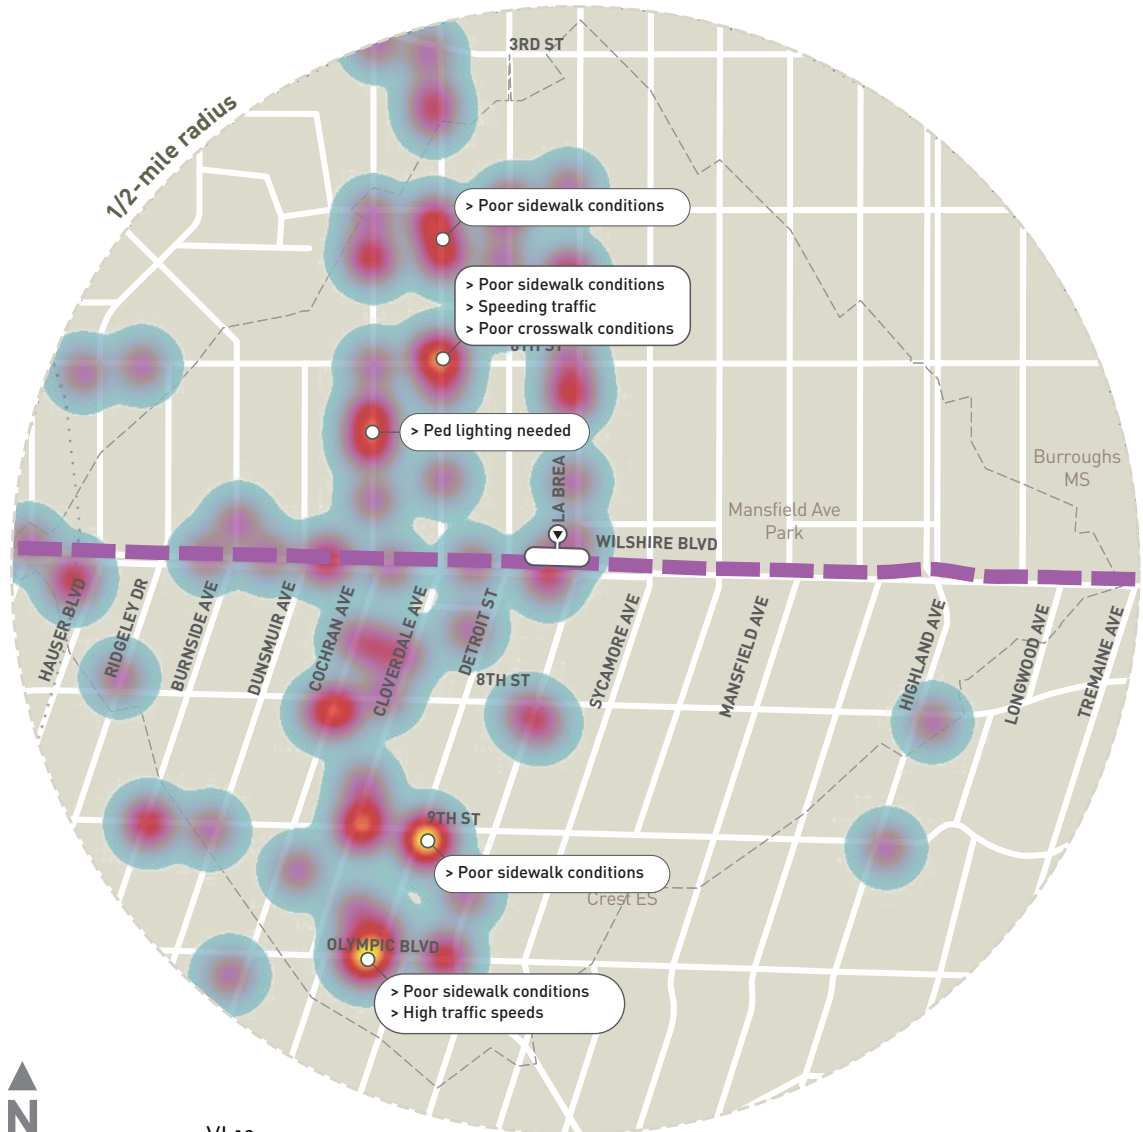 3RD ST
1/2-mile radius
> Poor sidewalk conditions
> Poor sidewalk conditions
> Speeding traffic
> Poor crosswalk conditions
6TH ST
> Ped lighting needed
LA BREA
Burroughs
MS
Mansfield Ave
Park
WILSHIRE BLVD
HAUSER BLVD
RIDGELEY DR
BURNSIDE AVE
DUNSMUIR AVE
COCHRAN AVE
CLOVERDALE AVE
DETROIT ST
SYCAMORE AVE
MANSFIELD AVE
HIGHLAND AVE
LONGWOOD AVE
TREMAINE AVE
8TH ST
9TH ST
> Poor sidewalk conditions
Crest ES
OLYMPIC BLVD
> Poor sidewalk conditions
> High traffic speeds
N